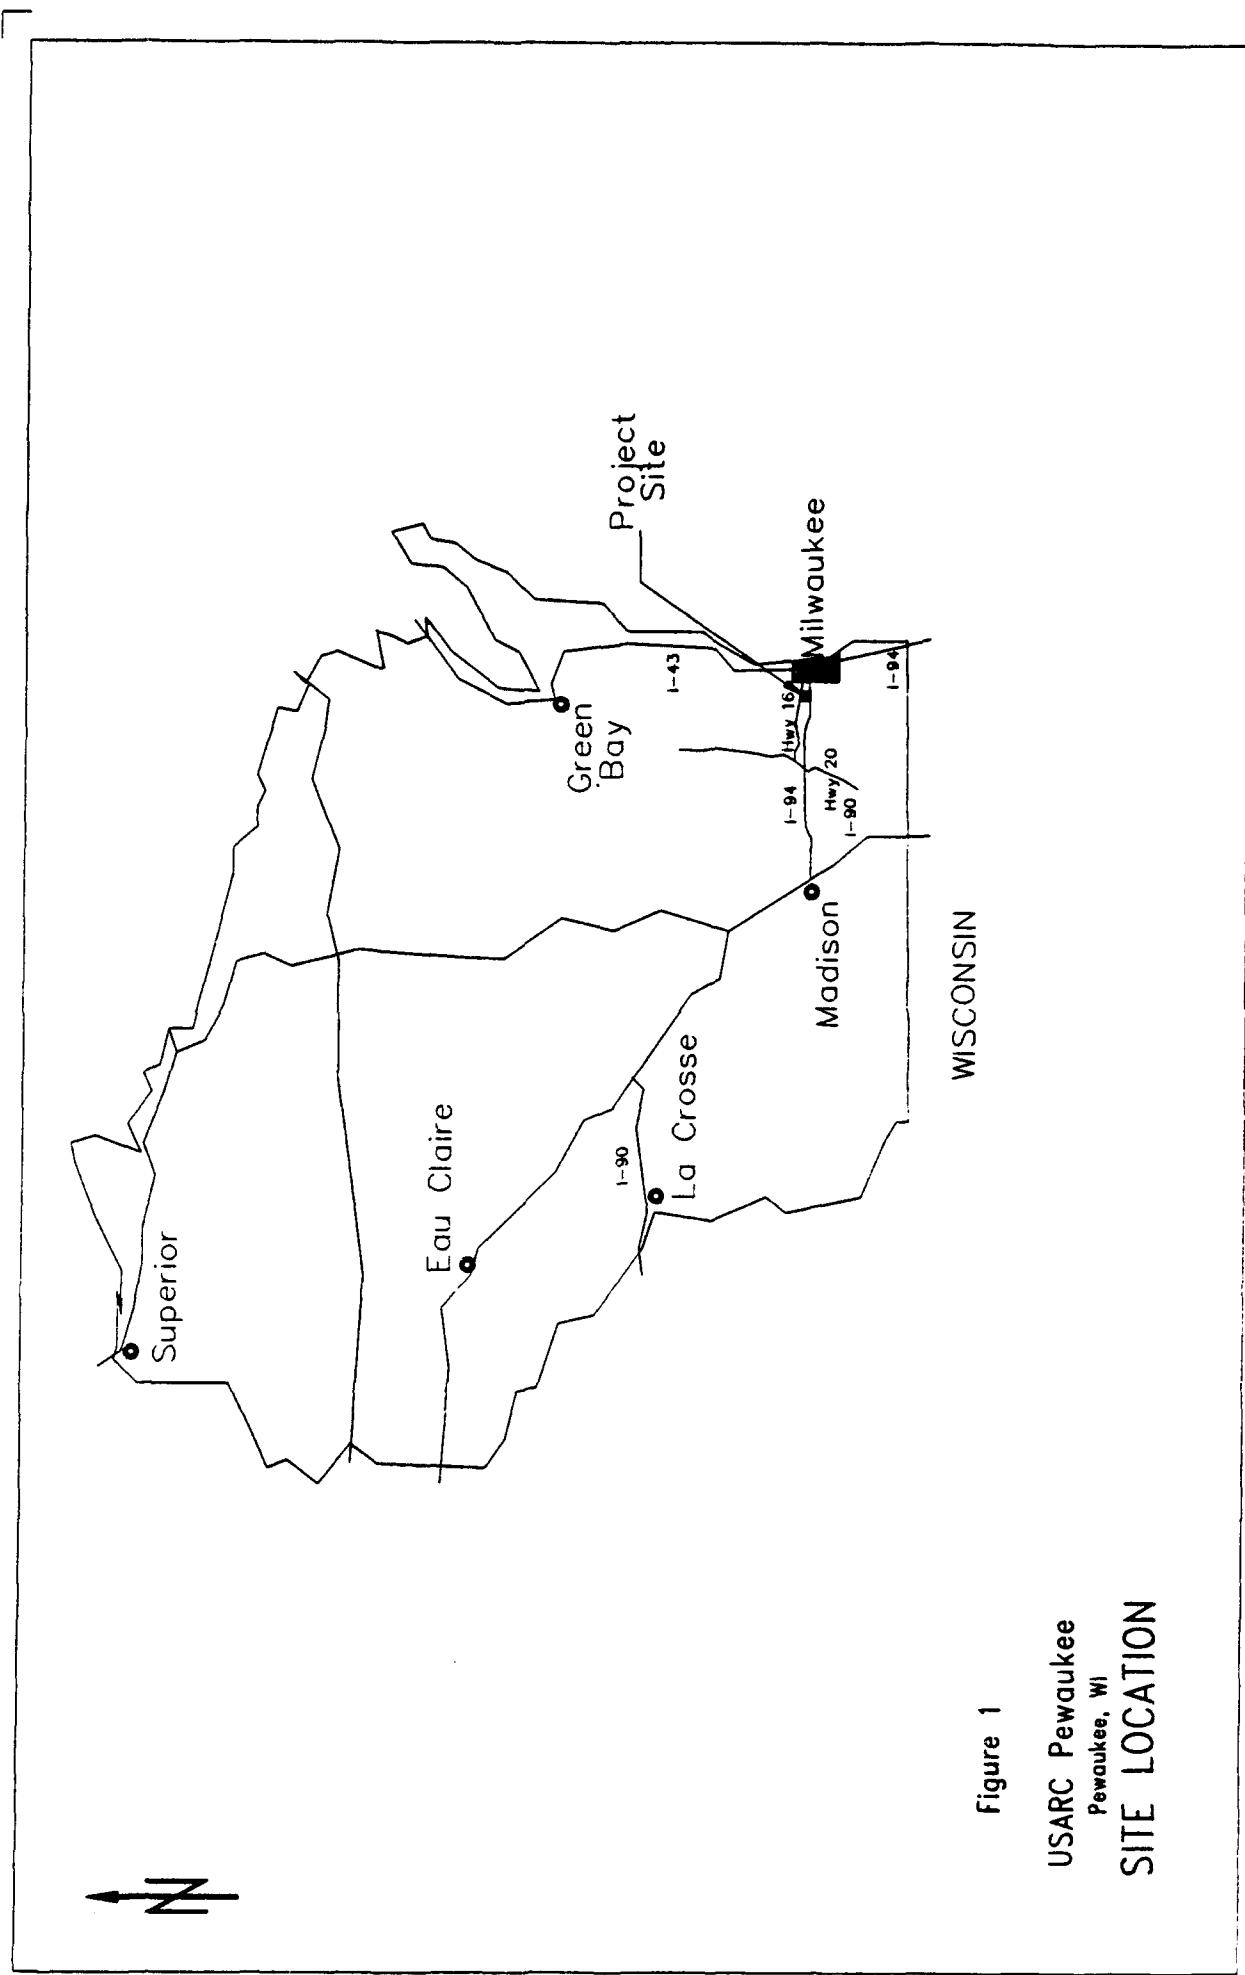 N
Superior
Eau Claire
Green
Bay
Project
Site
I-43
I-90
La Crosse
Hwy 16
I-94
Hwy 20
I-90
Milwaukee
Madison
I-94
WISCONSIN
Figure 1
USARC Pewaukee
Pewaukee, WI
SITE LOCATION